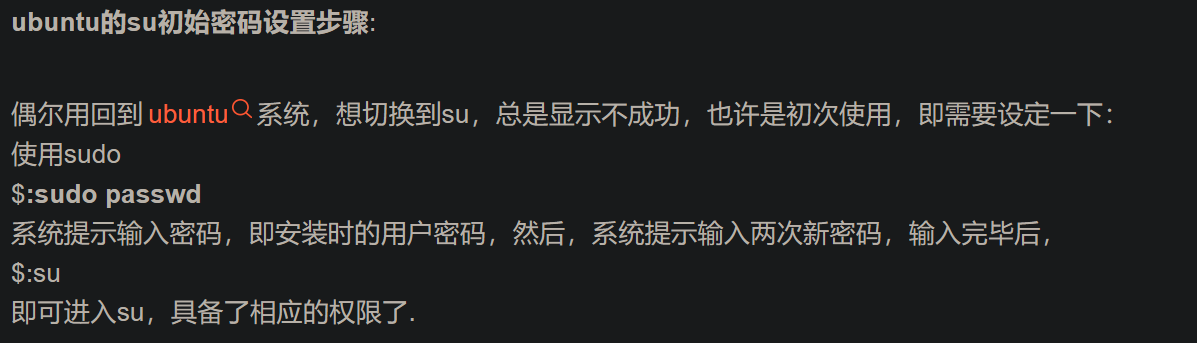 ubuntu的su初始密码设置步骤:
偶尔用回到 ubuntu 系统，想切换到su，总是显示不成功，也许是初次使用，即需要设定一下：
使用sudo
$:sudo passwd
系统提示输入密码，即安装时的用户密码，然后，系统提示输入两次新密码，输入完毕后，
$:su
即可进入su，具备了相应的权限了.